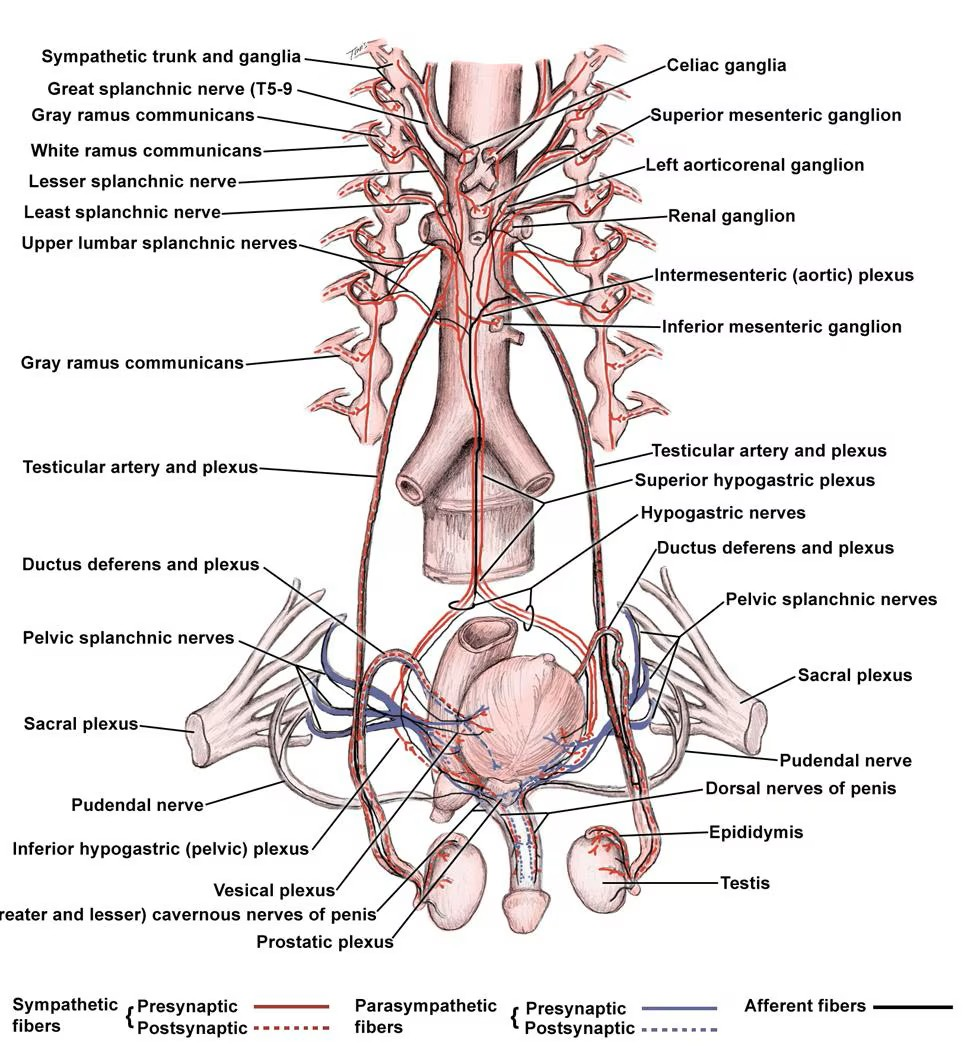 Sympathetic trunk and ganglia
Great splanchnic nerve (T5-9
Gray ramus communicans
White ramus communicans
Lesser splanchnic nerve
Least splanchnic nerve
Upper lumbar splanchnic nerves
Gray ramus communicans
Testicular artery and plexus
Ductus deferens and plexus
Pelvic splanchnic nerves
Sacral plexus
Pudendal nerve
Inferior hypogastric (pelvic) plexus
Vesical plexus
reater and lesser) cavernous nerves of penis
Prostatic plexus
Celiac ganglia
Superior mesenteric ganglion
Left aorticorenal ganglion
Renal ganglion
Intermesenteric (aortic) plexus
Inferior mesenteric ganglion
Testicular artery and plexus
Superior hypogastric plexus
Hypogastric nerves
Ductus deferens and plexus
Pelvic splanchnic nerves
Sacral plexus
Pudendal nerve
Dorsal nerves of penis
Epididymis
Testis
Sympathetic fibers { Presynaptic
Postsynaptic
Parasympathetic fibers { Presynaptic
Postsynaptic
Afferent fibers